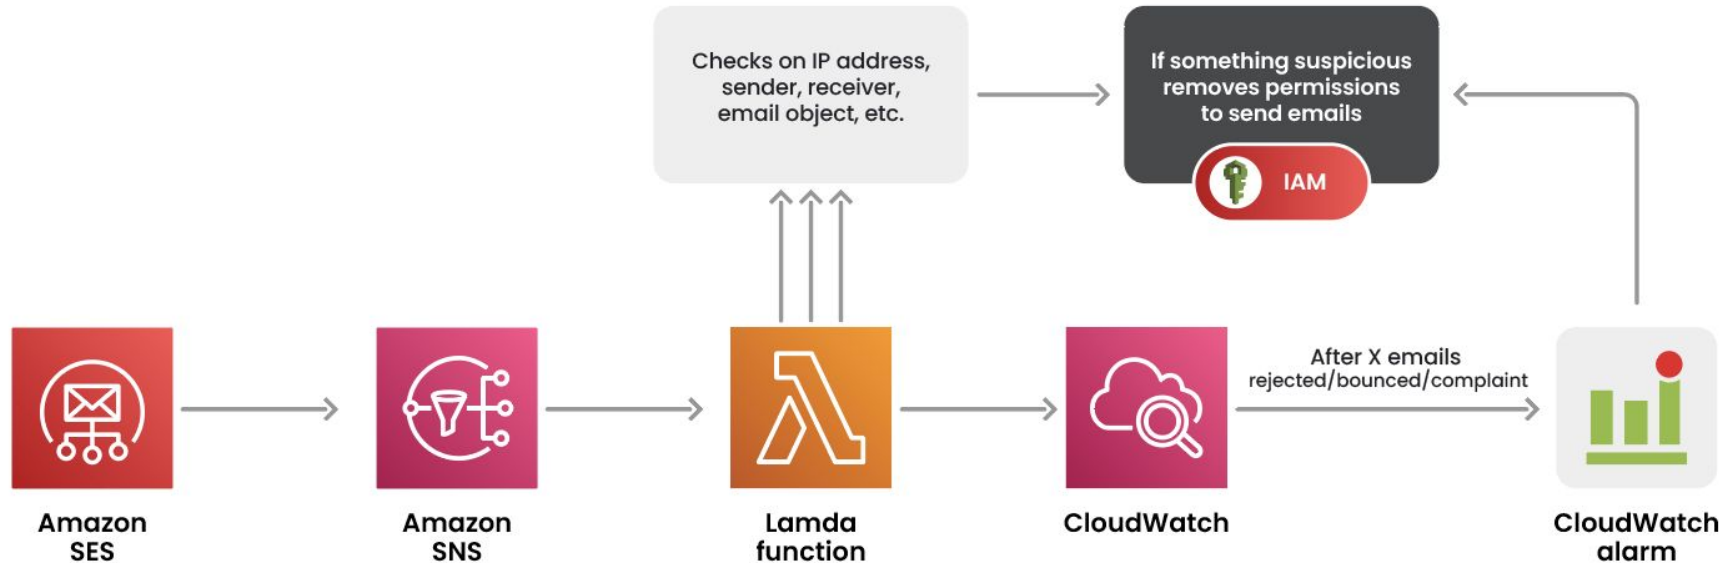 Checks on IP address,
sender, receiver,
email object, etc.
If something suspicious
removes permissions
to send emails
IAM
After X emails
rejected/bounced/complaint
Amazon
SES
Amazon
SNS
Lamda
function
CloudWatch
CloudWatch
alarm